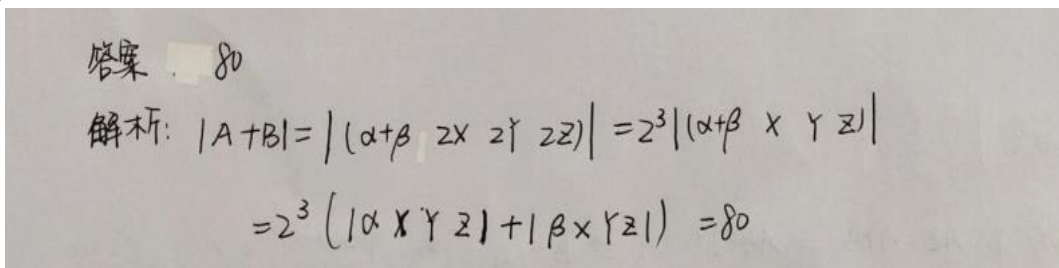 答案 80
解析: |A+B|=|(α+β 2X 2Y 2Z)|=2³|(α+β X Y Z)|
=2³(|α X Y Z|+|β X Y Z|)=80